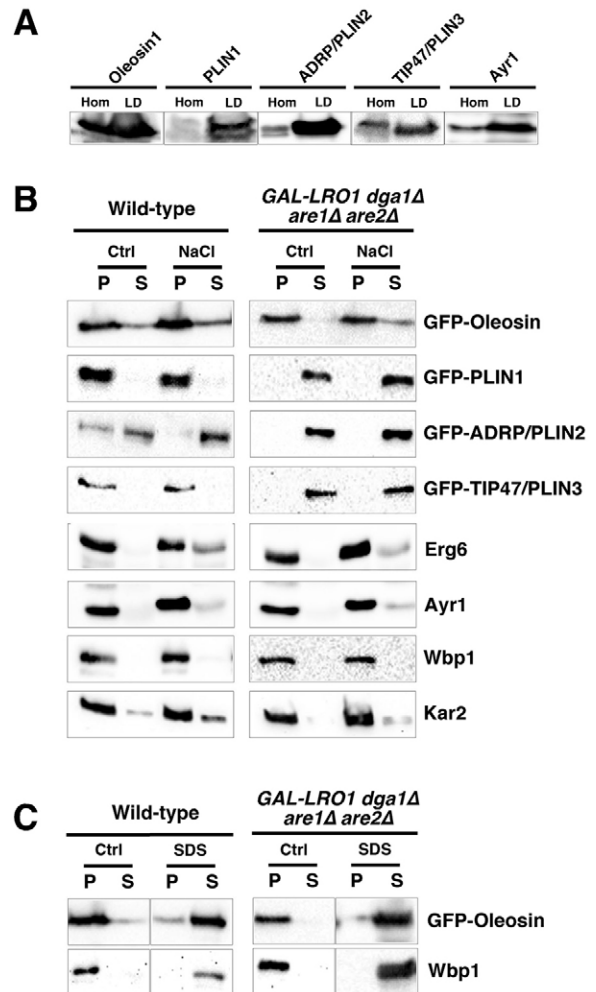 A
Oleosin1 PLIN1 ADRP/PLIN2 TIP47/PLIN3 Ayr1
Hom LD Hom LD Hom LD Hom LD Hom LD
B
Wild-type
GAL-LRO1 dga1Δ
are1Δ are2Δ
Ctrl NaCl Ctrl NaCl
P S P S P S P S
GFP-Oleosin
GFP-PLIN1
GFP-ADRP/PLIN2
GFP-TIP47/PLIN3
Erg6
Ayr1
Wbp1
Kar2
C
Wild-type
GAL-LRO1 dga1Δ
are1Δ are2Δ
Ctrl SDS Ctrl SDS
P S P S P S P S
GFP-Oleosin
Wbp1